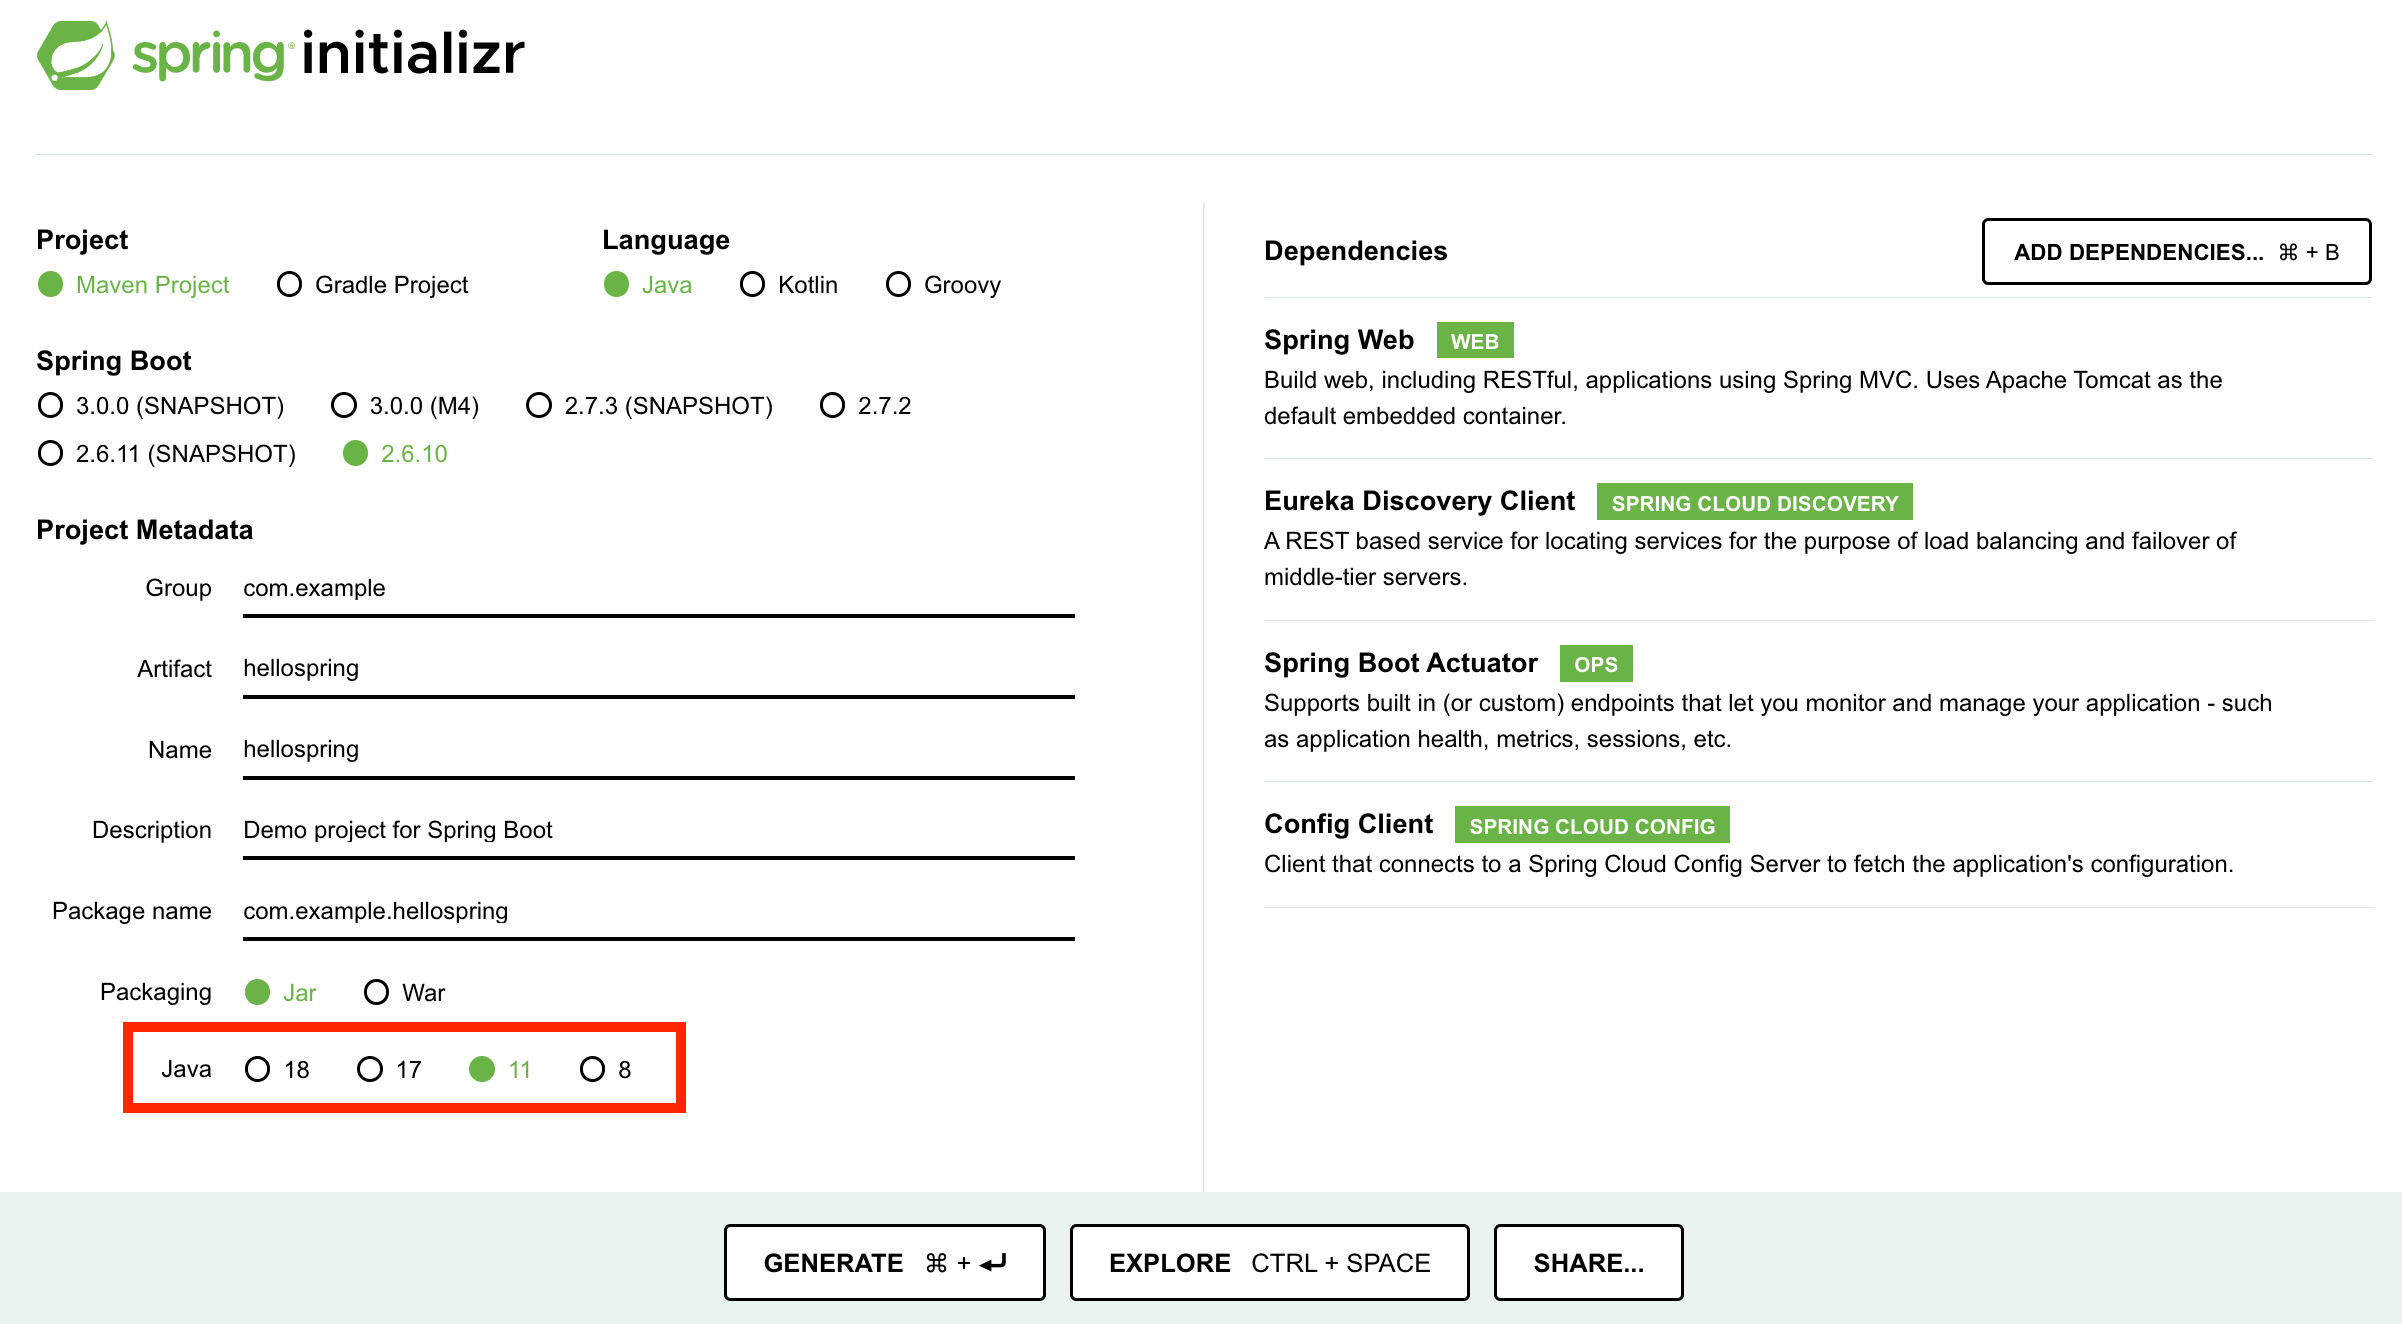 spring initializr
Project
Maven Project Gradle Project
Language
Java Kotlin Groovy
Spring Boot
3.0.0 (SNAPSHOT) 3.0.0 (M4) 2.7.3 (SNAPSHOT) 2.7.2
2.6.11 (SNAPSHOT) 2.6.10
Project Metadata
Group com.example
Artifact hellospring
Name hellospring
Description Demo project for Spring Boot
Package name com.example.hellospring
Packaging Jar War
Java 18 17 11 8
Dependencies ADD DEPENDENCIES... ⌘ + B
Spring Web WEB
Build web, including RESTful, applications using Spring MVC. Uses Apache Tomcat as the
default embedded container.
Eureka Discovery Client SPRING CLOUD DISCOVERY
A REST based service for locating services for the purpose of load balancing and failover of
middle-tier servers.
Spring Boot Actuator OPS
Supports built in (or custom) endpoints that let you monitor and manage your application - such
as application health, metrics, sessions, etc.
Config Client SPRING CLOUD CONFIG
Client that connects to a Spring Cloud Config Server to fetch the application's configuration.
GENERATE ⌘ + ⏎ EXPLORE CTRL + SPACE SHARE...